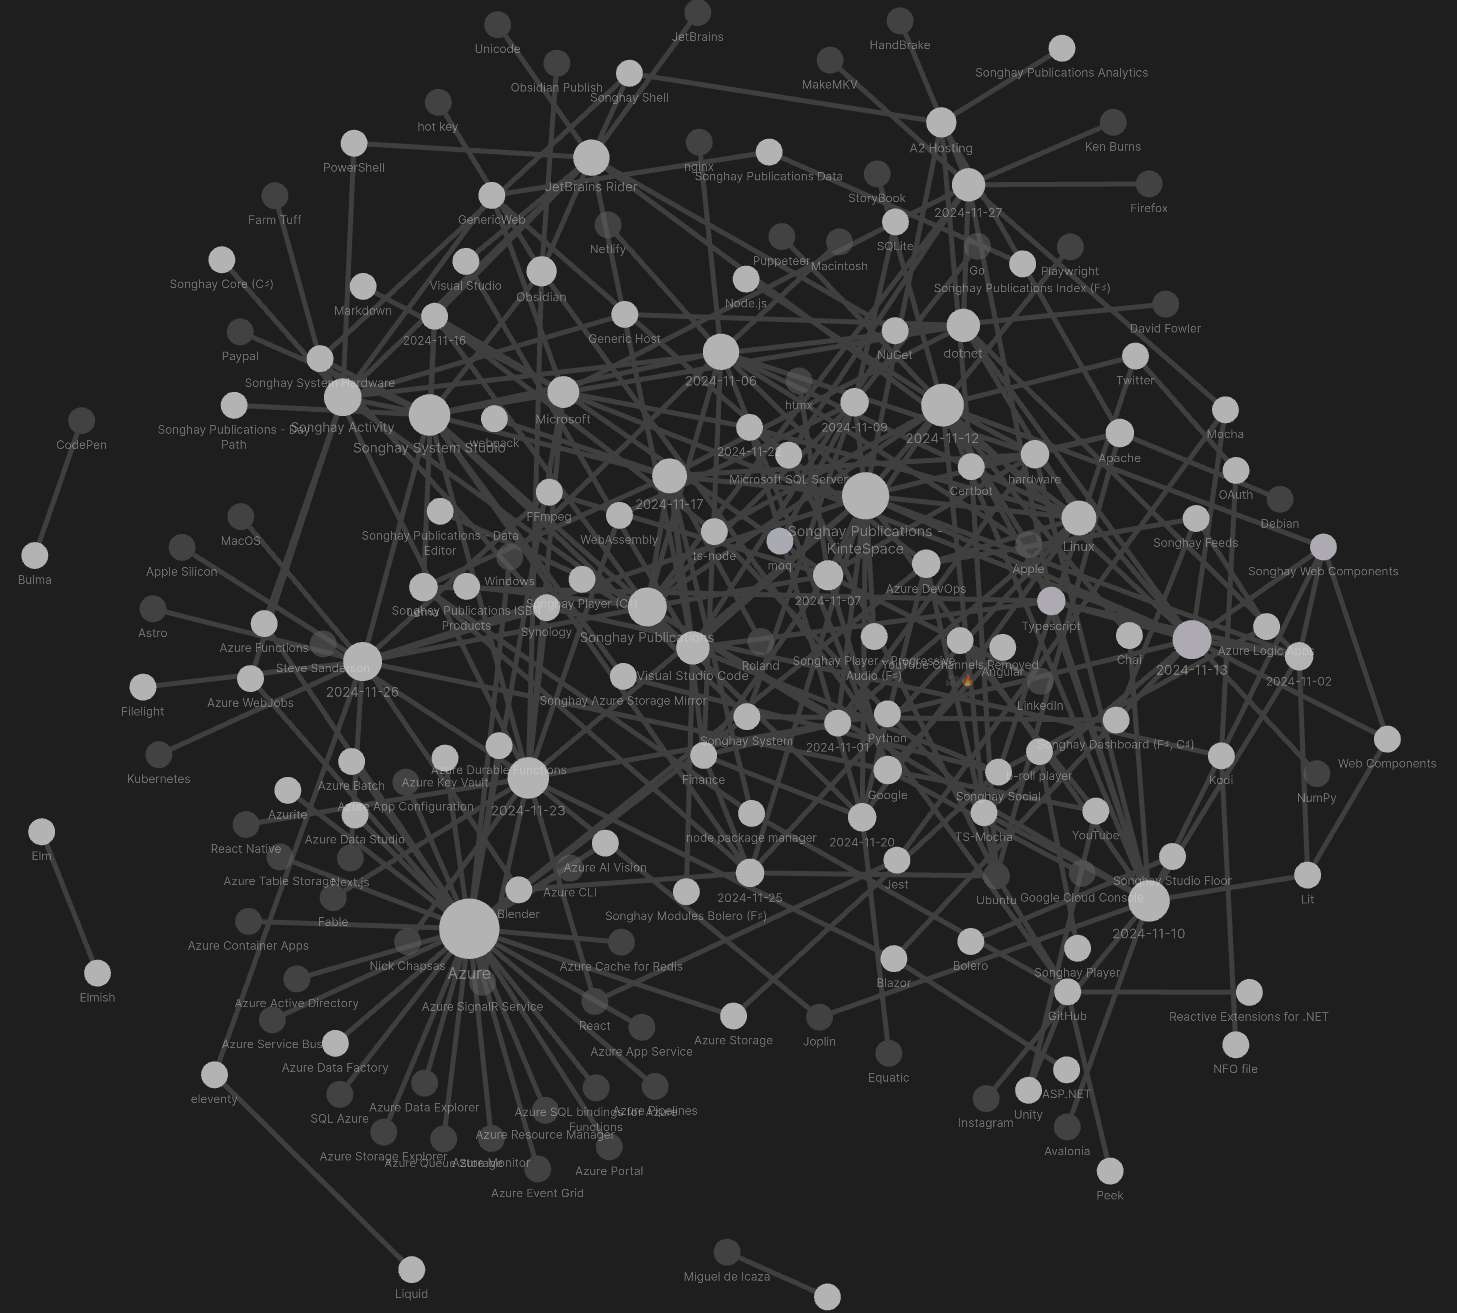 JetBrains
HandBrake
Unicode
Songhay Publications Analytics
Obsidian Publish
MakeMKV
Songhay Shell
hot key
A2 Hosting
Ken Burns
PowerShell
nginx
Songhay Publications Data
JetBrains Rider
StoryBook
Farm Tuff
GenericWeb
2024-11-27
Firefox
Netlify
SQLite
Puppeteer
Macintosh
Go
Playwright
Songhay Core (C♯)
Visual Studio
Obsidian
Node.js
Songhay Publications Index (F♯)
Markdown
2024-11-16
Generic Host
David Fowler
Paypal
NuGet
dotnet
Songhay System Hardware
2024-11-06
Twitter
htmx
Songhay Publications - Day
Path
Songhay Activity
Songhay System Studio
webpack
Microsoft
2024-11-09
2024-11-12
Mocha
CodePen
2024-11-22
Apache
Microsoft SQL Server
Certbot
hardware
OAuth
2024-11-17
FFmpeg
Debian
Songhay Publications - Data
Editor
WebAssembly
Songhay Publications -
KinteSpace
MacOS
ts-node
moq
Linux
Songhay Feeds
Apple Silicon
Windows
Apple
Songhay Web Components
Bulma
Azure DevOps
Songhay Publications ISBN
Products
Songhay Player (C♯)
2024-11-07
Astro
Synology
Songhay Publications
Typescript
Azure Functions
Steve Sanderson
2024-11-26
Visual Studio Code
Roland
Songhay Player - Progressive
Audio (F♯)
YouTube Channels Removed
🔥
Angular
Chai
2024-11-13
Azure Logic Apps
2024-11-02
Filelight
Azure WebJobs
Songhay Azure Storage Mirror
LinkedIn
Songhay System
2024-11-01
Python
Songhay Dashboard (F♯, C♯)
Web Components
Kubernetes
Azure Batch
Azure Key Vault
Azure Durable Functions
Finance
Google
Songhay Social
b-roll player
Kodi
NumPy
Azurite
Azure App Configuration
2024-11-23
Azure Data Studio
node package manager
2024-11-20
TS-Mocha
YouTube
Elm
React Native
Azure AI Vision
Azure Table Storage
Next.js
Azure CLI
2024-11-25
Jest
Ubuntu
Google Cloud Console
Songhay Studio Floor
Lit
Fable
Blender
Songhay Modules Bolero (F♯)
2024-11-10
Azure Container Apps
Nick Chapsas
Azure
Azure Cache for Redis
Blazor
Bolero
Songhay Player
Elmish
Azure Active Directory
Azure SignalR Service
React
GitHub
Reactive Extensions for .NET
Azure Service Bus
Azure Data Factory
Azure App Service
Azure Storage
Joplin
Equatic
NFO file
eleventy
SQL Azure
Azure Data Explorer
Azure SQL bindings for Azure
Functions
Azure Pipelines
ASP.NET
Instagram
Unity
Azure Resource Manager
Azure Storage Explorer
Azure Queue Storage
Azure Monitor
Azure Portal
Avalonia
Azure Event Grid
Peek
Miguel de Icaza
Liquid